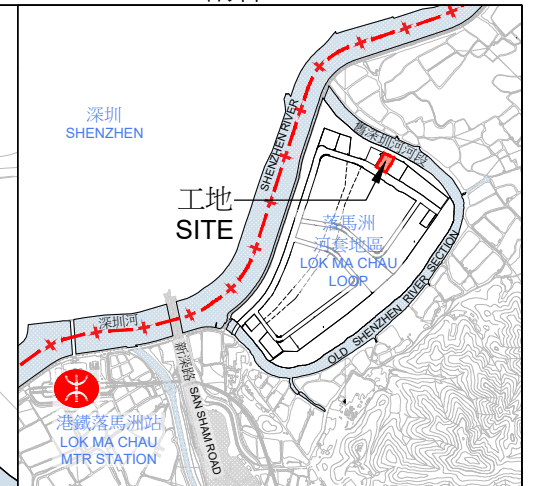 深圳
SHENZHEN
SHENZHEN RIVER
舊深圳河河段
工地
SITE
落馬洲
河套地區
LOK MA CHAU
LOOP
OLD SHENZHEN RIVER SECTION
深圳河
新深路 SAN SHAM ROAD
港鐵落馬洲站
LOK MA CHAU
MTR STATION